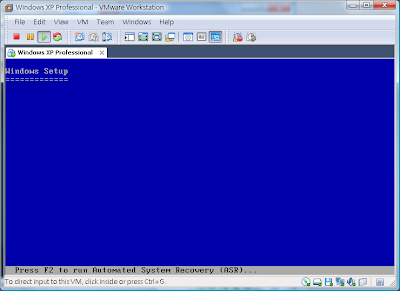 Windows XP Professional - VMware Workstation
File Edit View VM Team Windows Help
Windows XP Professional
Windows Setup
=============
Press F2 to run Automated System Recovery (ASR)...
To direct input to this VM, click inside or press Ctrl+G.